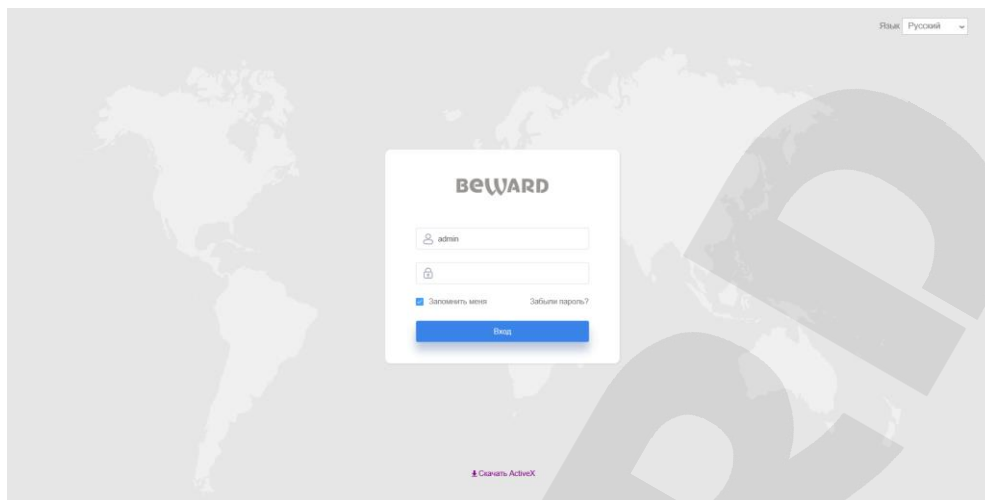 Язык: Русский
BEWARD
admin
Запомнить меня Забыли пароль?
Вход
Скачать ActiveX